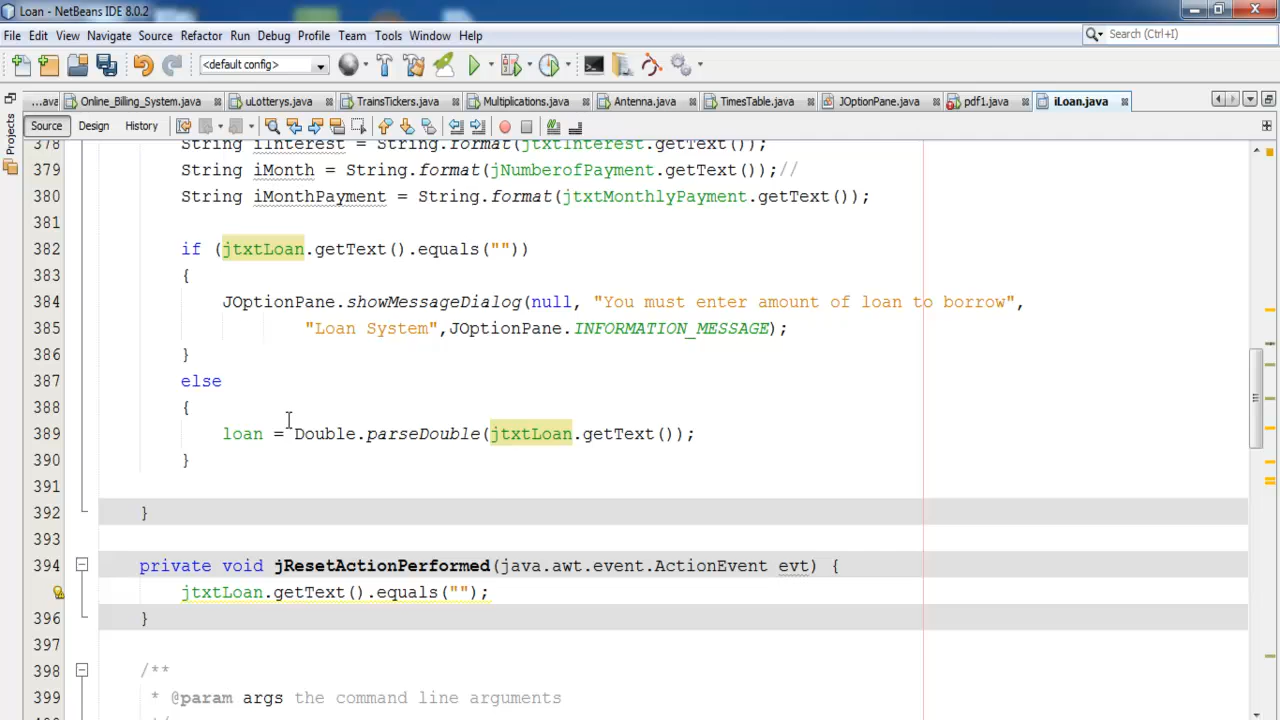 Loan - NetBeans IDE 8.0.2
File Edit View Navigate Source Refactor Run Debug Profile Team Tools Window Help
Search (Ctrl+I)
<default config>
...ava Online_Billing_System.java uLotterys.java TrainsTickers.java Multiplications.java Antenna.java TimesTable.java JOptionPane.java pdf1.java iLoan.java
Projects
Source Design History
378 String iInterest = String.format(jtxtInterest.getText());
379 String iMonth = String.format(jNumberofPayment.getText());//
380 String iMonthPayment = String.format(jtxtMonthlyPayment.getText());
381
382 if (jtxtLoan.getText().equals(""))
383 {
384 JOptionPane.showMessageDialog(null, "You must enter amount of loan to borrow",
385 "Loan System",JOptionPane.INFORMATION_MESSAGE);
386 }
387 else
388 {
389 loan = Double.parseDouble(jtxtLoan.getText());
390 }
391
392 }
393
394 private void jResetActionPerformed(java.awt.event.ActionEvent evt) {
jtxtLoan.getText().equals("");
396 }
397
398 /**
399 * @param args the command line arguments